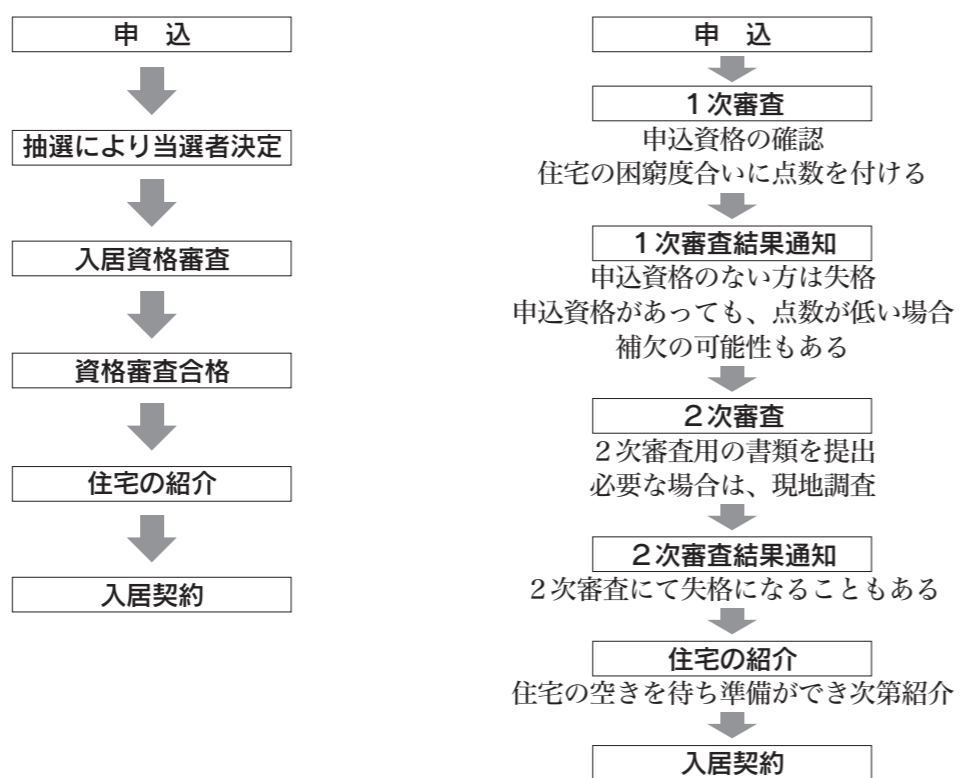 申　込
抽選により当選者決定
入居資格審査
資格審査合格
住宅の紹介
入居契約
申　込
１次審査
申込資格の確認
住宅の困窮度合いに点数を付ける
１次審査結果通知
申込資格のない方は失格
申込資格があっても、点数が低い場合
補欠の可能性もある
２次審査
２次審査用の書類を提出
必要な場合は、現地調査
２次審査結果通知
２次審査にて失格になることもある
住宅の紹介
住宅の空きを待ち準備ができ次第紹介
入居契約